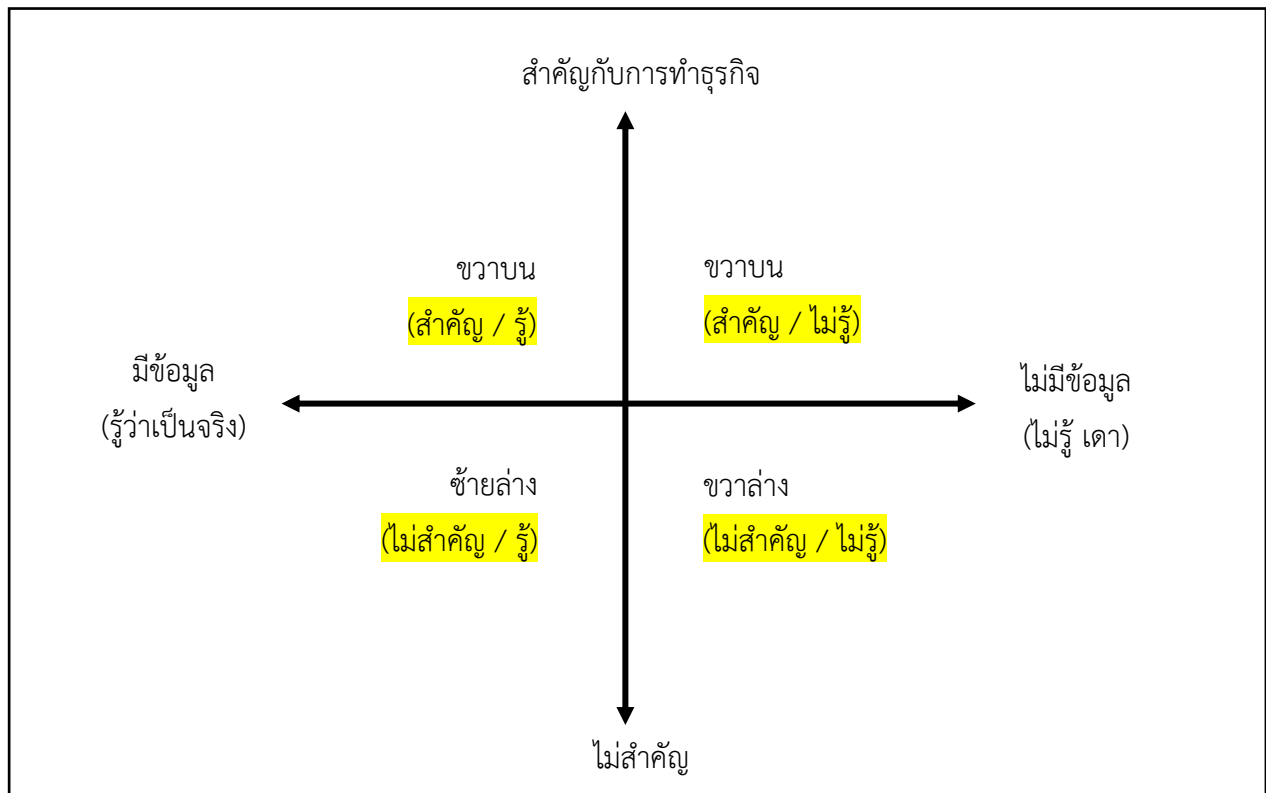 สำคัญกับการทำธุรกิจ
ขวาบน
(สำคัญ / รู้)
ขวาบน
(สำคัญ / ไม่รู้)
มีข้อมูล
(รู้ว่าเป็นจริง)
ไม่มีข้อมูล
(ไม่รู้ เดา)
ซ้ายล่าง
(ไม่สำคัญ / รู้)
ขวาล่าง
(ไม่สำคัญ / ไม่รู้)
ไม่สำคัญ